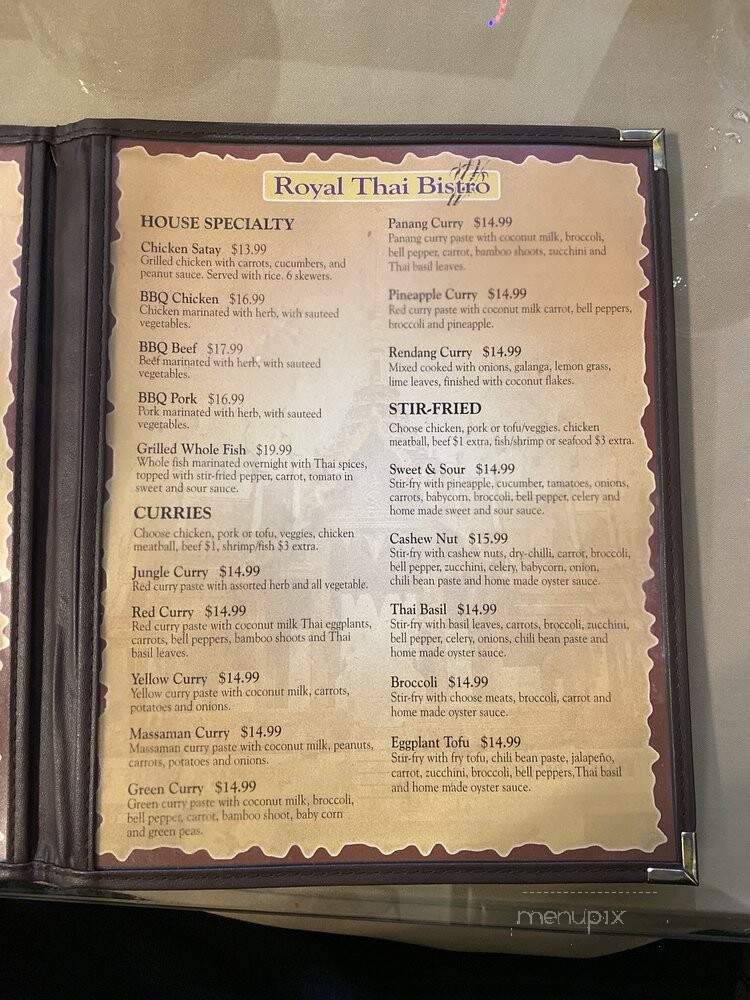 Royal Thai Bistro
HOUSE SPECIALTY
Chicken Satay $13.99
Grilled chicken with carrots, cucumbers, and
peanut sauce. Served with rice. 6 skewers.
BBQ Chicken $16.99
Chicken marinated with herb, with sauteed
vegetables.
BBQ Beef $17.99
Beef marinated with herb, with sauteed
vegetables.
BBQ Pork $16.99
Pork marinated with herb, with sauteed
vegetables.
Grilled Whole Fish $19.99
Whole fish marinated overnight with Thai spices,
topped with stir-fried pepper, carrot, tomato in
sweet and sour sauce.
CURRIES
Choose chicken, pork or tofu, veggies, chicken
meatball, beef $1, shrimp/fish $3 extra.
Jungle Curry $14.99
Red curry paste with assorted herb and all vegetable.
Red Curry $14.99
Red curry paste with coconut milk Thai eggplants,
carrots, bell peppers, bamboo shoots and Thai
basil leaves.
Yellow Curry $14.99
Yellow curry paste with coconut milk, carrots,
potatoes and onions.
Massaman Curry $14.99
Massaman curry paste with coconut milk, peanuts,
carrots, potatoes and onions.
Green Curry $14.99
Green curry paste with coconut milk, broccoli,
bell pepper, carrot, bamboo shoot, baby corn
and green peas.
Panang Curry $14.99
Panang curry paste with coconut milk, broccoli,
bell pepper, carrot, bamboo shoots, zucchini and
Thai basil leaves.
Pineapple Curry $14.99
Red curry paste with coconut milk carrot, bell peppers,
broccoli and pineapple.
Rendang Curry $14.99
Mixed cooked with onions, galanga, lemon grass,
lime leaves, finished with coconut flakes.
STIR-FRIED
Choose chicken, pork or tofu/veggies. chicken
meatball, beef $1 extra, fish/shrimp or seafood $3 extra.
Sweet & Sour $14.99
Stir-fry with pineapple, cucumber, tamatoes, onions,
carrots, babycorn, broccoli, bell pepper, celery and
home made sweet and sour sauce.
Cashew Nut $15.99
Stir-fry with cashew nuts, dry-chilli, carrot, broccoli,
bell pepper, zucchini, celery, babycorn, onion,
chili bean paste and home made oyster sauce.
Thai Basil $14.99
Stir-fry with basil leaves, carrots, broccoli, zucchini,
bell pepper, celery, onions, chili bean paste and
home made oyster sauce.
Broccoli $14.99
Stir-fry with choose meats, broccoli, carrot and
home made oyster sauce.
Eggplant Tofu $14.99
Stir-fry with fry tofu, chili bean paste, jalapeño,
carrot, zucchini, broccoli, bell peppers,Thai basil
and home made oyster sauce.
menupix